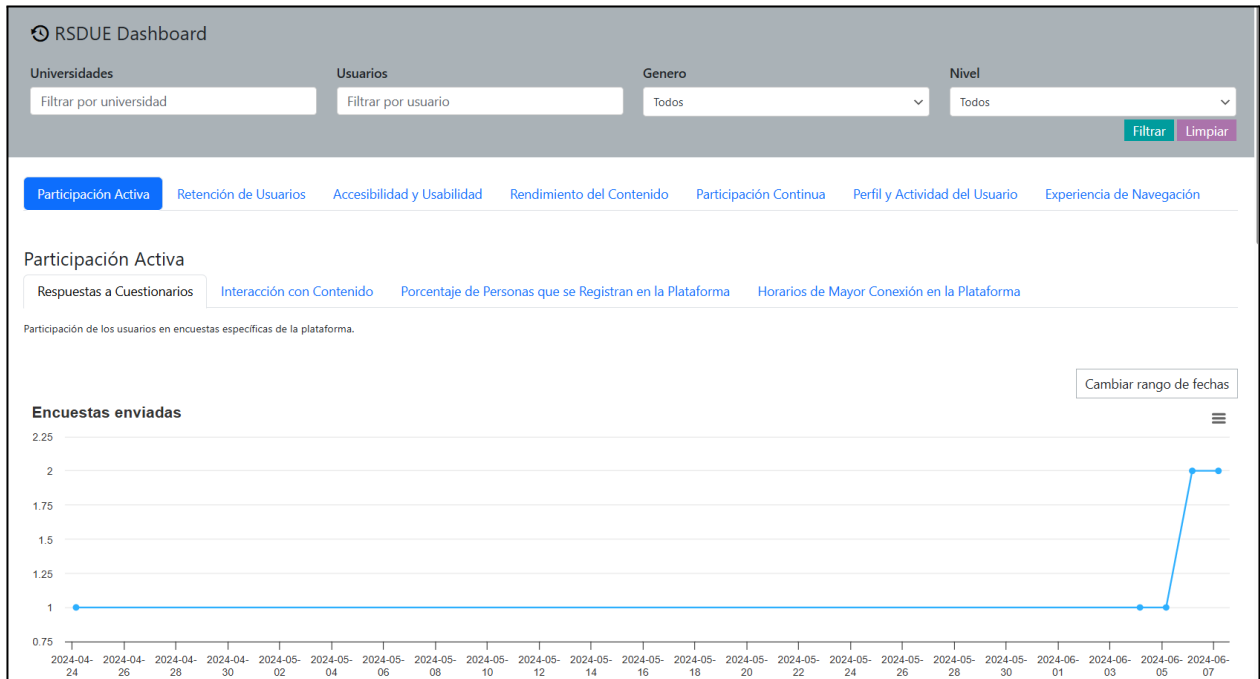 RSDUE Dashboard
Universidades Usuarios Genero Nivel
Filtrar por universidad Filtrar por usuario Todos Todos
Filtrar Limpiar
Participación Activa Retención de Usuarios Accesibilidad y Usabilidad Rendimiento del Contenido Participación Continua Perfil y Actividad del Usuario Experiencia de Navegación
Participación Activa
Respuestas a Cuestionarios Interacción con Contenido Porcentaje de Personas que se Registran en la Plataforma Horarios de Mayor Conexión en la Plataforma
Participación de los usuarios en encuestas específicas de la plataforma.
Cambiar rango de fechas
Encuestas enviadas
2.25
2
1.75
1.5
1.25
1
0.75
2024-04- 2024-04- 2024-04- 2024-04- 2024-05- 2024-05- 2024-05- 2024-05- 2024-05- 2024-05- 2024-05- 2024-05- 2024-05- 2024-05- 2024-05- 2024-05- 2024-05- 2024-05- 2024-05- 2024-06- 2024-06- 2024-06- 2024-06-
24 26 28 30 02 04 06 08 10 12 14 16 18 20 22 24 26 28 30 01 03 05 07